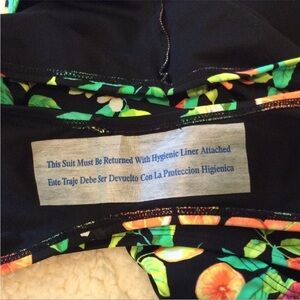 This Suit Must Be Returned With Hygienic Liner Attached
Este Traje Debe Ser Devuelto Con La Proteccion Higienica